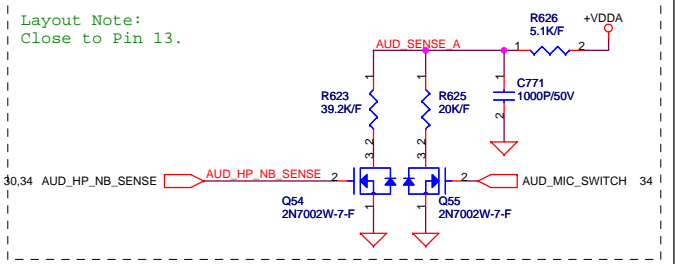 Layout Note:
Close to Pin 13.
R626
5.1K/F
+VDDA
AUD_SENSE_A
1
2
R623
39.2K/F
1
2
R625
20K/F
1
2
C771
1000P/50V
1
2
3
3
30,34 AUD_HP_NB_SENSE
AUD_HP_NB_SENSE
2
2
AUD_MIC_SWITCH 34
1
1
Q54
2N7002W-7-F
Q55
2N7002W-7-F